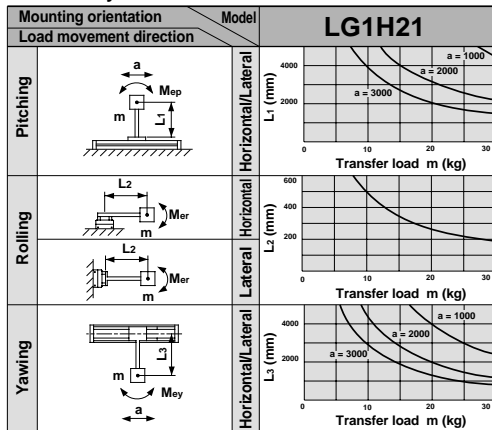 Mounting orientation
Model
Load movement direction
LG1H21
Pitching
a
Mep
m
L1
Horizontal/Lateral
L1 (mm)
4000
2000
a = 1000
a = 2000
a = 3000
0 10 20 30
Transfer load m (kg)
Rolling
L2
Mer
m
Horizontal
L2
Mer
m
Lateral
L2 (mm)
600
400
200
0 10 20 30
Transfer load m (kg)
Yawing
L3
m
Mey
a
Horizontal/Lateral
L3 (mm)
4000
2000
a = 1000
a = 2000
a = 3000
0 10 20 30
Transfer load m (kg)